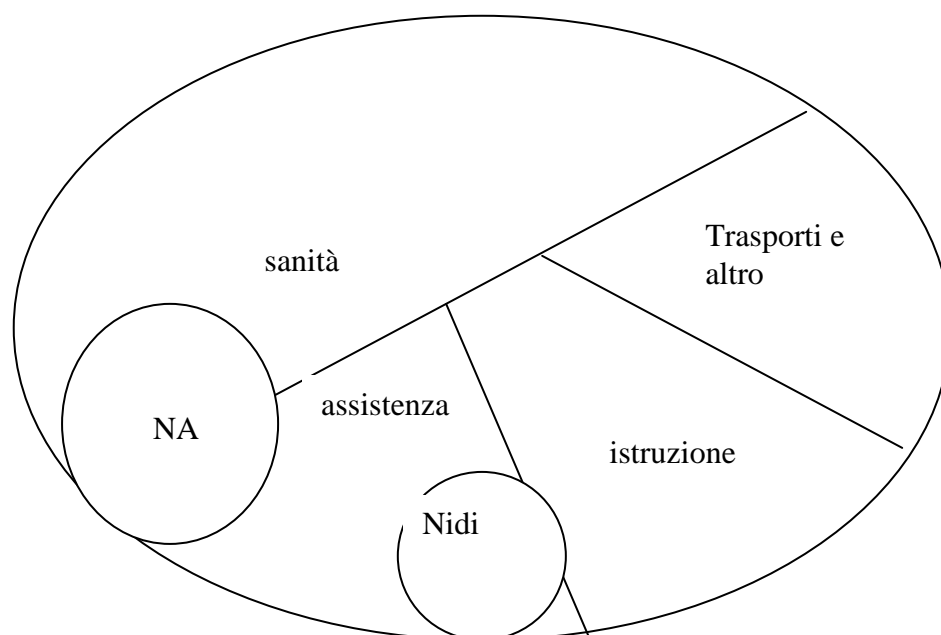 sanità
Trasporti e
altro
assistenza
NA
istruzione
Nidi